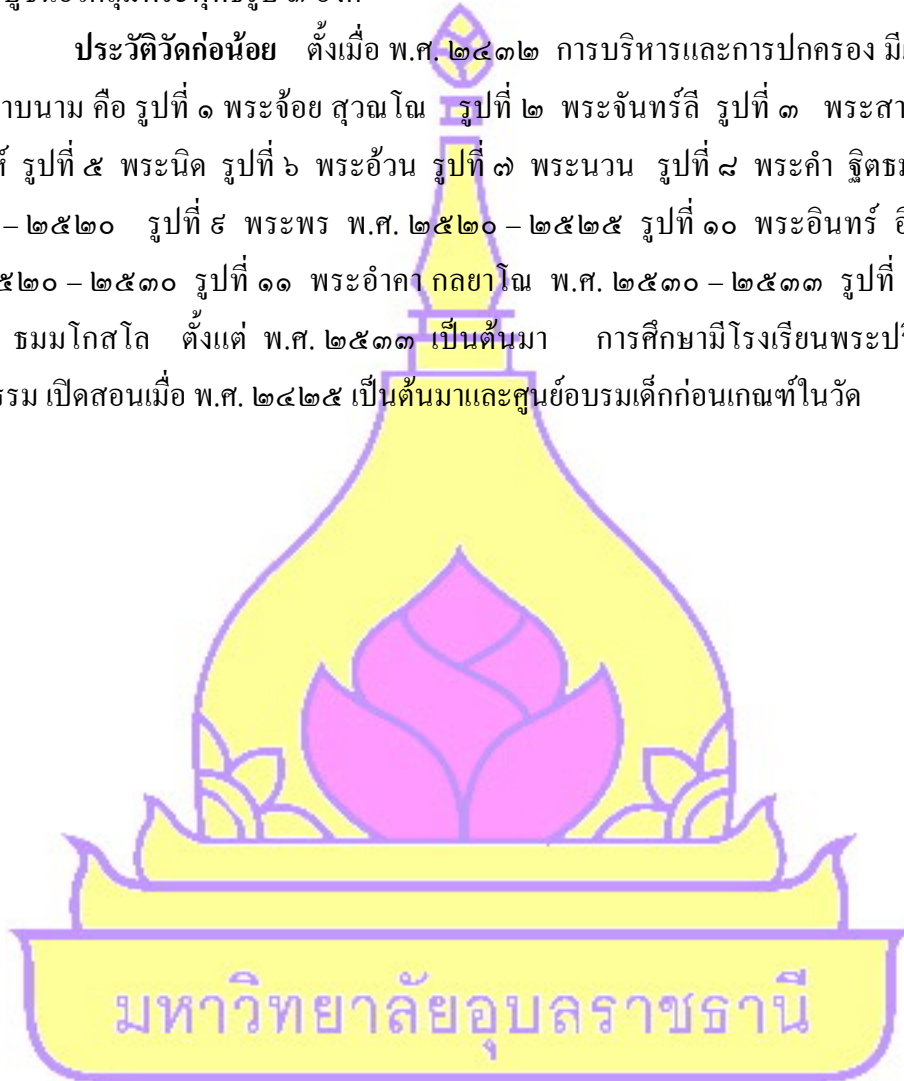 ประวัติวัดก่อน้อย ตั้งเมื่อ พ.ศ. ๒๔๓๒ การบริหารและการปกครอง
าบนาม คือ รูปที่ ๑ พระจ้อย สุวณโณ รูปที่ ๒ พระจันทร์ลี รูปที่ ๓ พระสา
ห์ รูปที่ ๕ พระนิด รูปที่ ๖ พระอ้วน รูปที่ ๗ พระนวน รูปที่ ๘ พระคำ ฐิตธม
– ๒๕๒๐ รูปที่ ๙ พระพร พ.ศ. ๒๕๒๐ – ๒๕๒๕ รูปที่ ๑๐ พระอินทร์
๕๒๐ – ๒๕๓๐ รูปที่ ๑๑ พระอำคา กลยาโณ พ.ศ. ๒๕๓๐ – ๒๕๓๓ รูปที่
ธมมโกสโล ตั้งแต่ พ.ศ. ๒๕๓๓ เป็นต้นมา การศึกษามีโรงเรียนพระปริ
รรม เปิดสอนเมื่อ พ.ศ. ๒๔๒๕ เป็นต้นมาและศูนย์อบรมเด็กก่อนเกณฑ์ในวัด
มหาวิทยาลัยอุบลราชธานี